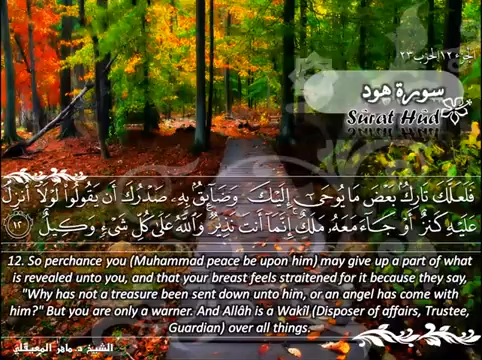 الجزء ١٢ الحزب ٢٣
سورة هود
Sûrat Hûd
فَلَعَلَّكَ تَارِكٌۢ بَعْضَ مَا يُوحَىٰٓ إِلَيْكَ وَضَآئِقٌۢ بِهِۦ صَدْرُكَ أَن يَقُولُوا۟ لَوْلَآ أُنزِلَ
عَلَيْهِ كَنزٌ أَوْ جَآءَ مَعَهُۥ مَلَكٌ إِنَّمَآ أَنتَ نَذِيرٌ وَٱللَّهُ عَلَىٰ كُلِّ شَىْءٍ وَكِيلٌ ١٢
12. So perchance you (Muhammad peace be upon him) may give up a part of what
is revealed unto you, and that your breast feels straitened for it because they say,
"Why has not a treasure been sent down unto him, or an angel has come with
him?" But you are only a warner. And Allâh is a Wakîl (Disposer of affairs, Trustee,
Guardian) over all things.
الشيخ د. ماهر المعيقلي